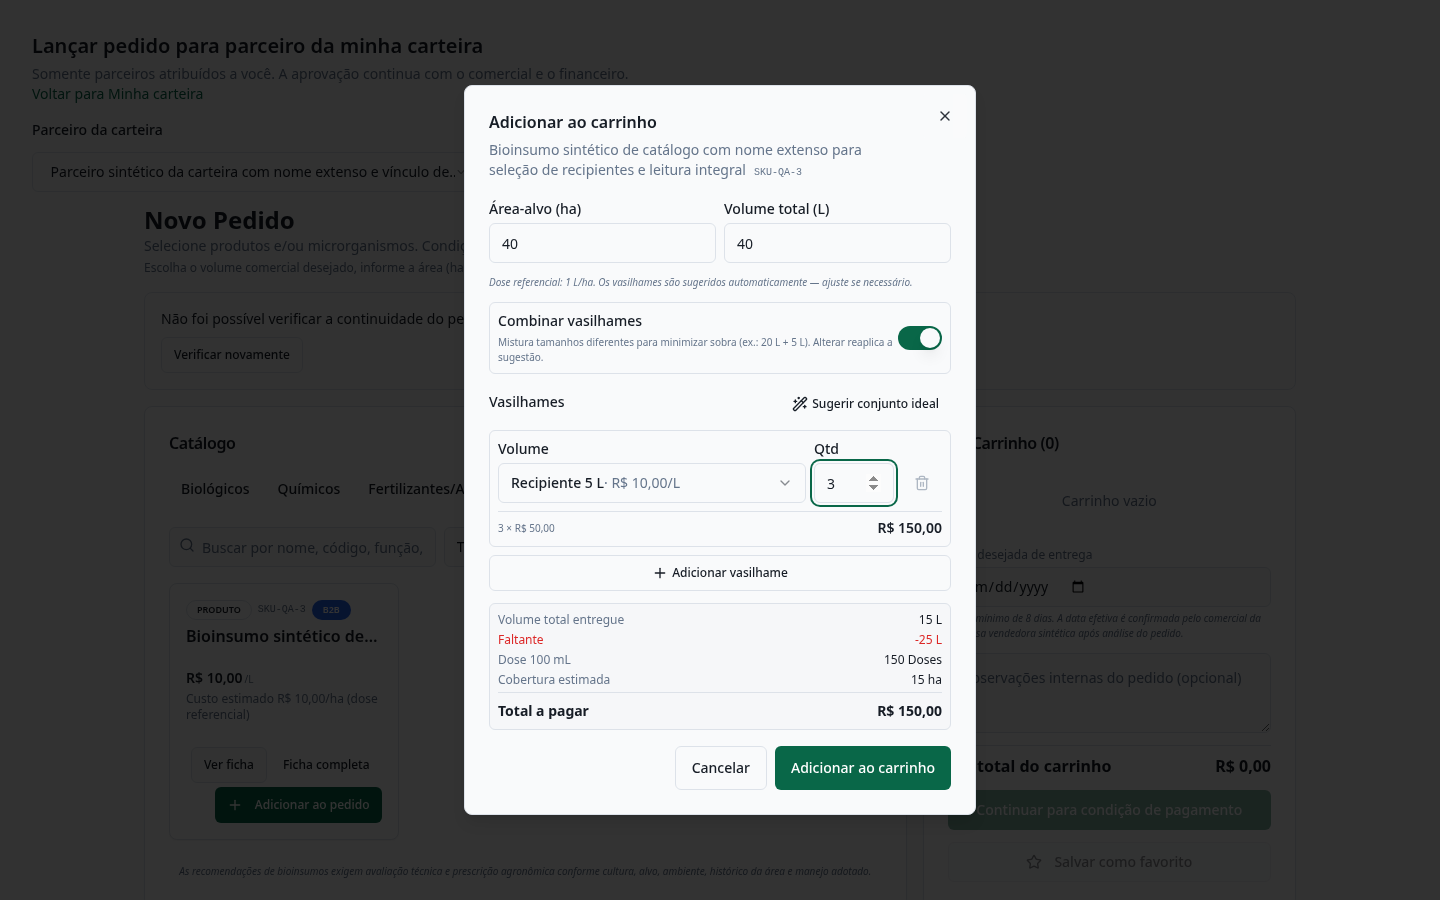 Lançar pedido para parceiro da minha carteira
Somente parceiros atribuídos a você. A aprovação continua com o comercial e o financeiro.
Voltar para Minha carteira
Parceiro da carteira
Parceiro sintético da carteira com nome extenso e vínculo de..
Novo Pedido
Selecione produtos e/ou microrganismos.
Escolha o volume comercial desejado, informe a área (ha
Não foi possível verificar a continuidade do pe
Verificar novamente
Catálogo
Biológicos
Químicos
Fertilizantes/A
Buscar por nome, código, função,
PRODUTO SKU-QA-3 B2B
Bioinsumo sintético de...
R$ 10,00 /L
Custo estimado R$ 10,00/ha (dose
referencial)
Ver ficha
Ficha completa
Adicionar ao pedido
As recomendações de bioinsumos exigem avaliação técnica e prescrição agronômica conforme cultura, alvo, ambiente, histórico da área e manejo adotado.
Adicionar ao carrinho
Bioinsumo sintético de catálogo com nome extenso para
seleção de recipientes e leitura integral SKU-QA-3
Área-alvo (ha)
Volume total (L)
40
40
Dose referencial: 1 L/ha. Os vasilhames são sugeridos automaticamente — ajuste se necessário.
Combinar vasilhames
Mistura tamanhos diferentes para minimizar sobra (ex.: 20 L + 5 L). Alterar reaplica a
sugestão.
Vasilhames
Sugerir conjunto ideal
Volume
Qtd
Recipiente 5 L · R$ 10,00/L
3
3 × R$ 50,00
R$ 150,00
Adicionar vasilhame
Volume total entregue 15 L
Faltante -25 L
Dose 100 mL 150 Doses
Cobertura estimada 15 ha
Total a pagar R$ 150,00
Cancelar
Adicionar ao carrinho
Carrinho (0)
Carrinho vazio
desejada de entrega
m/dd/yyyy
mínimo de 8 dias. A data efetiva é confirmada pela comercial da
sa vendedora sintética após análise do pedido.
bservações internas do pedido (opcional)
total do carrinho
R$ 0,00
Continuar para condição de pagamento
Salvar como favorito